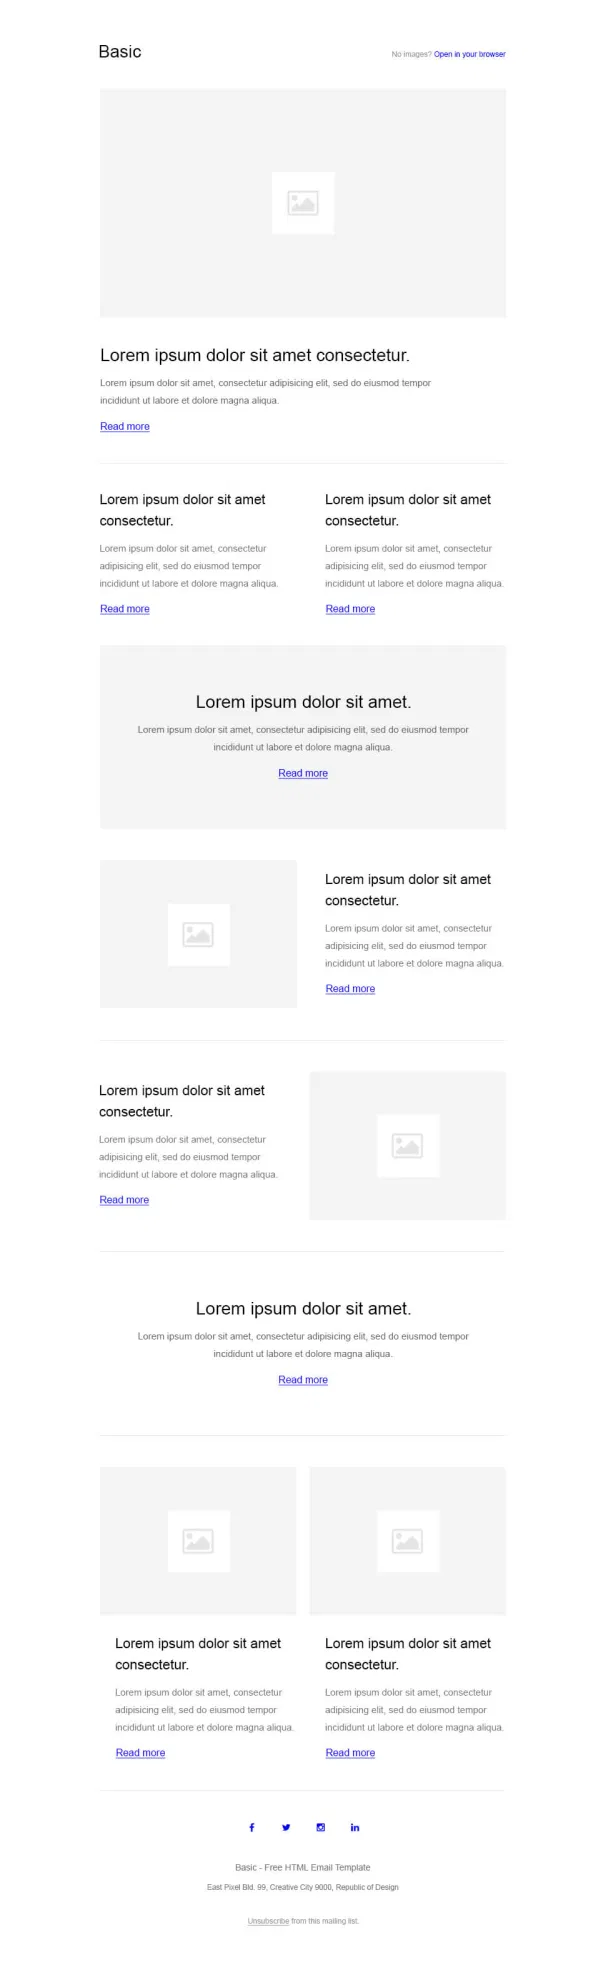 Basic
No images? Open in your browser
Lorem ipsum dolor sit amet consectetur.
Lorem ipsum dolor sit amet, consectetur adipisicing elit, sed do eiusmod tempor
incididunt ut labore et dolore magna aliqua.
Read more
Lorem ipsum dolor sit amet
consectetur.
Lorem ipsum dolor sit amet, consectetur
adipisicing elit, sed do eiusmod tempor
incididunt ut labore et dolore magna aliqua.
Read more
Lorem ipsum dolor sit amet
consectetur.
Lorem ipsum dolor sit amet, consectetur
adipisicing elit, sed do eiusmod tempor
incididunt ut labore et dolore magna aliqua.
Read more
Lorem ipsum dolor sit amet.
Lorem ipsum dolor sit amet, consectetur adipisicing elit, sed do eiusmod tempor
incididunt ut labore et dolore magna aliqua.
Read more
Lorem ipsum dolor sit amet
consectetur.
Lorem ipsum dolor sit amet, consectetur
adipisicing elit, sed do eiusmod tempor
incididunt ut labore et dolore magna aliqua.
Read more
Lorem ipsum dolor sit amet
consectetur.
Lorem ipsum dolor sit amet, consectetur
adipisicing elit, sed do eiusmod tempor
incididunt ut labore et dolore magna aliqua.
Read more
Lorem ipsum dolor sit amet.
Lorem ipsum dolor sit amet, consectetur adipisicing elit, sed do eiusmod tempor
incididunt ut labore et dolore magna aliqua.
Read more
Lorem ipsum dolor sit amet
consectetur.
Lorem ipsum dolor sit amet, consectetur
adipisicing elit, sed do eiusmod tempor
incididunt ut labore et dolore magna aliqua.
Read more
Lorem ipsum dolor sit amet
consectetur.
Lorem ipsum dolor sit amet, consectetur
adipisicing elit, sed do eiusmod tempor
incididunt ut labore et dolore magna aliqua.
Read more
Basic - Free HTML Email Template
East Pixel Bld. 99, Creative City 9000, Republic of Design
Unsubscribe from this mailing list.